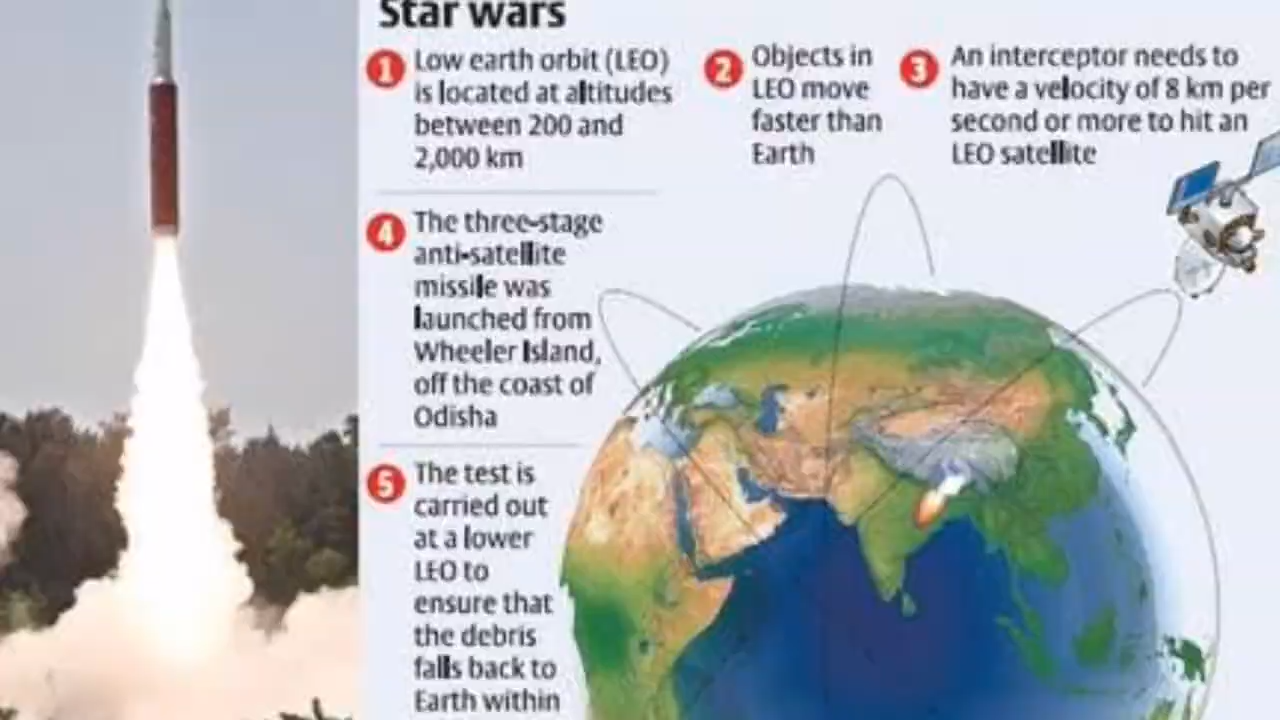 Star wars
1
Low earth orbit (LEO)
is located at altitudes
between 200 and
2,000 km
2
Objects in
LEO move
faster than
Earth
3
An interceptor needs to
have a velocity of 8 km per
second or more to hit an
LEO satellite
4
The three-stage
anti-satellite
missile was
launched from
Wheeler Island,
off the coast of
Odisha
5
The test is
carried out
at a lower
LEO to
ensure that
the debris
falls back to
Earth within